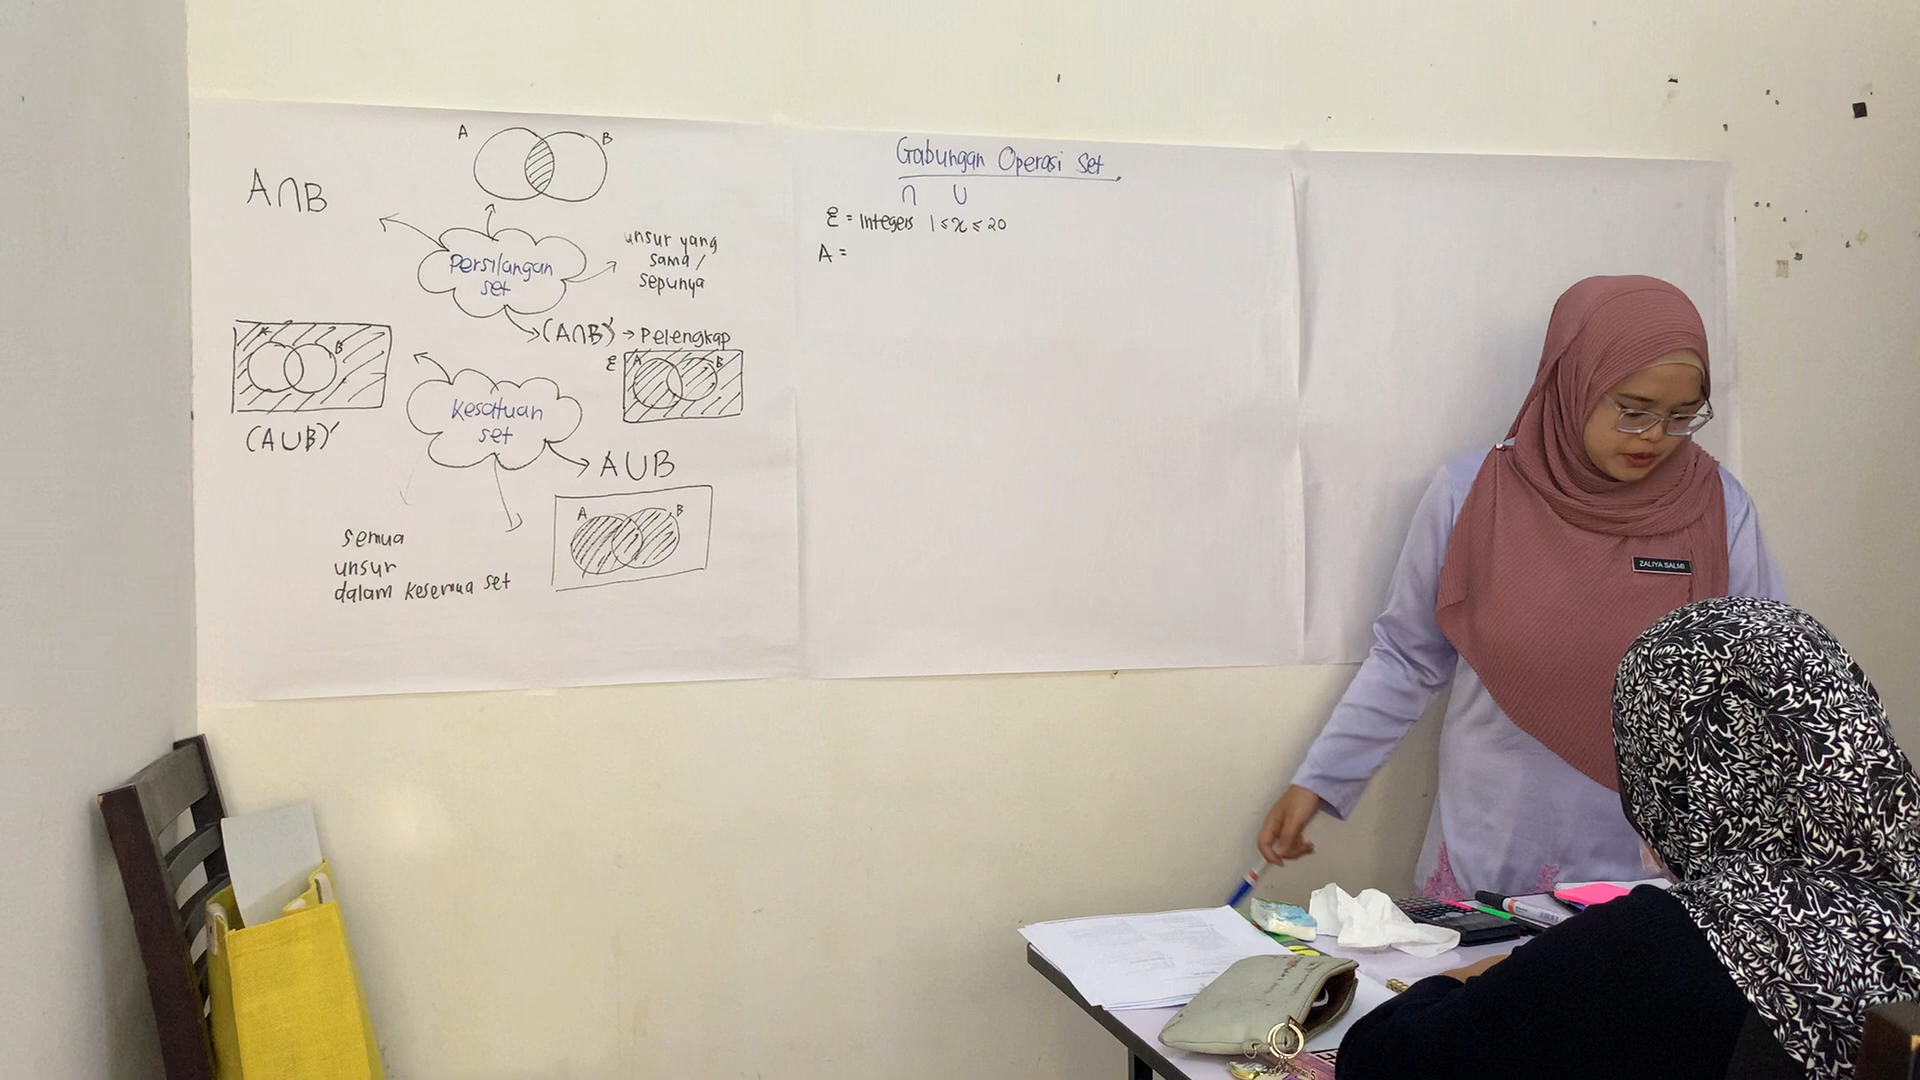 A
B
A∩B
Persilangan
set
unsur yang
sama /
sepunya
(A∩B)' → Pelengkap
ξ
A
B
A
B
(A∪B)'
Kesatuan
set
A∪B
A
B
semua
unsur
dalam kesemua set
Gabungan Operasi Set
∩ ∪
ξ = Integers 1 ≤ x ≤ 20
A =
ZALIYA SALMI